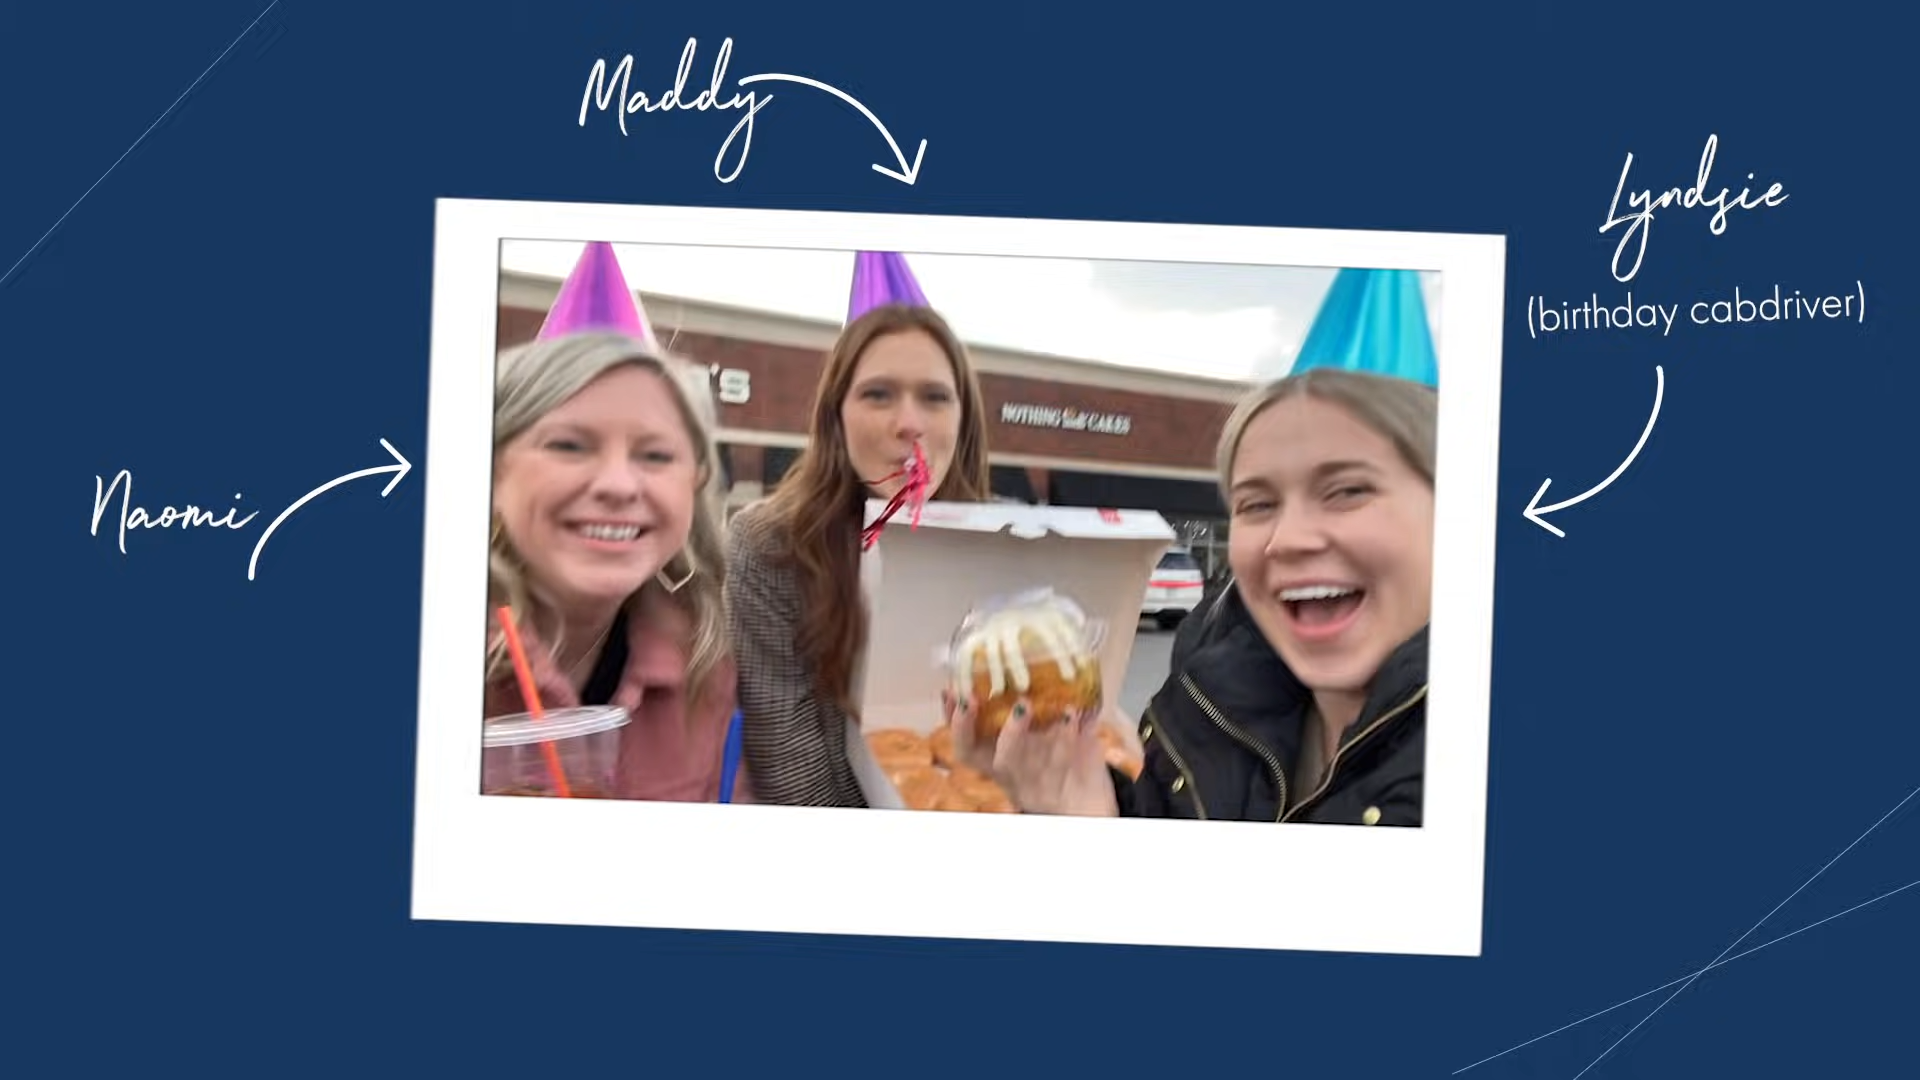 Maddy
Lyndsie
(birthday cabdriver)
Naomi
'S
NOTHING bundt CAKES